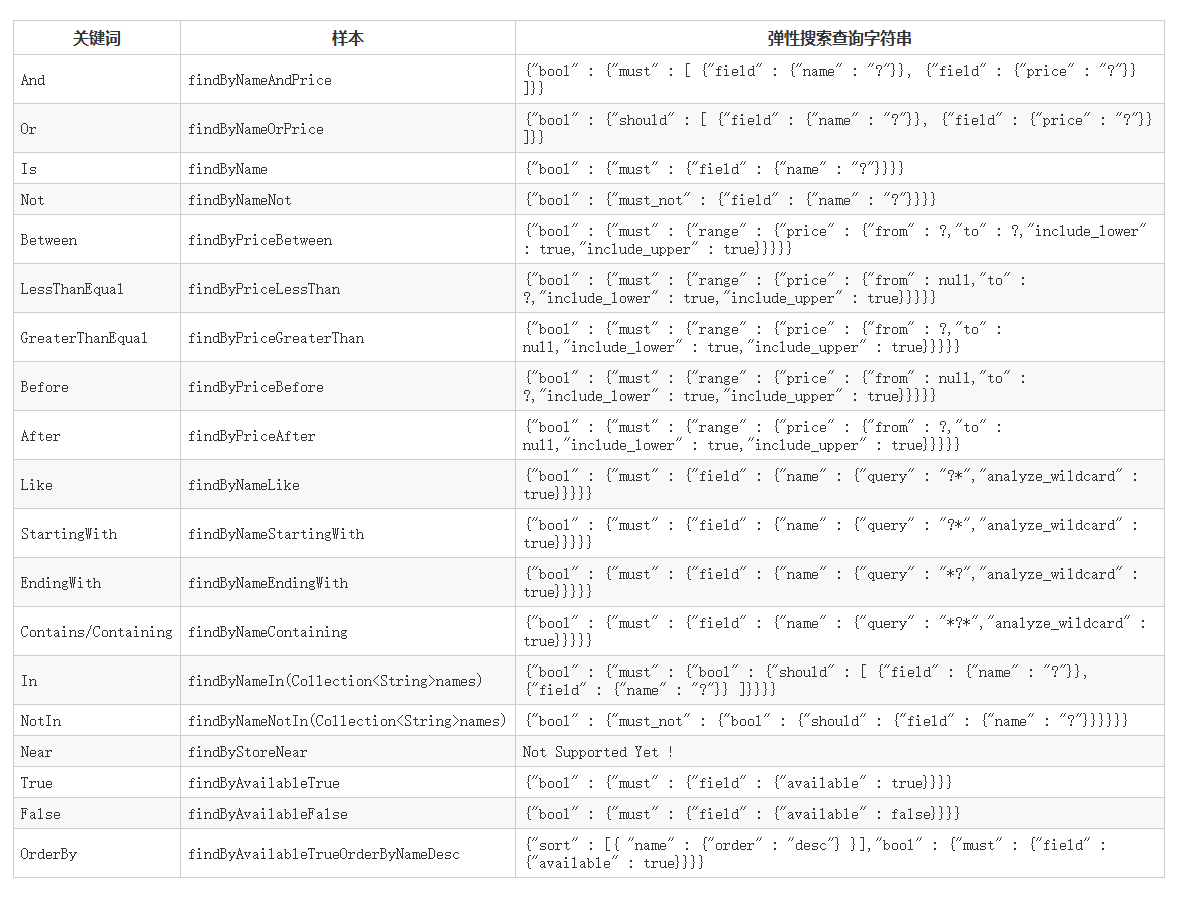 关键词 样本 弹性搜索查询字符串
And findByNameAndPrice {"bool" : {"must" : [ {"field" : {"name" : "?"}}, {"field" : {"price" : "?"}}
]}}
Or findByNameOrPrice {"bool" : {"should" : [ {"field" : {"name" : "?"}}, {"field" : {"price" : "?"}}
]}}
Is findByName {"bool" : {"must" : {"field" : {"name" : "?"}}}}
Not findByNameNot {"bool" : {"must_not" : {"field" : {"name" : "?"}}}}
Between findByPriceBetween {"bool" : {"must" : {"range" : {"price" : {"from" : ?,"to" : ?,"include_lower"
: true,"include_upper" : true}}}}}
LessThanEqual findByPriceLessThan {"bool" : {"must" : {"range" : {"price" : {"from" : null,"to" :
?,"include_lower" : true,"include_upper" : true}}}}}
GreaterThanEqual findByPriceGreaterThan {"bool" : {"must" : {"range" : {"price" : {"from" : ?,"to" :
null,"include_lower" : true,"include_upper" : true}}}}}
Before findByPriceBefore {"bool" : {"must" : {"range" : {"price" : {"from" : null,"to" :
?,"include_lower" : true,"include_upper" : true}}}}}
After findByPriceAfter {"bool" : {"must" : {"range" : {"price" : {"from" : ?,"to" :
null,"include_lower" : true,"include_upper" : true}}}}}
Like findByNameLike {"bool" : {"must" : {"field" : {"name" : {"query" : "?*","analyze_wildcard" :
true}}}}}
StartingWith findByNameStartingWith {"bool" : {"must" : {"field" : {"name" : {"query" : "?*","analyze_wildcard" :
true}}}}}
EndingWith findByNameEndingWith {"bool" : {"must" : {"field" : {"name" : {"query" : "*?","analyze_wildcard" :
true}}}}}
Contains/Containing findByNameContaining {"bool" : {"must" : {"field" : {"name" : {"query" : "*?*","analyze_wildcard" :
true}}}}}
In findByNameIn(Collection<String>names) {"bool" : {"must" : {"bool" : {"should" : [ {"field" : {"name" : "?"}},
{"field" : {"name" : "?"}} ]}}}}
NotIn findByNameNotIn(Collection<String>names) {"bool" : {"must_not" : {"bool" : {"should" : {"field" : {"name" : "?"}}}}}}
Near findByStoreNear Not Supported Yet !
True findByAvailableTrue {"bool" : {"must" : {"field" : {"available" : true}}}}
False findByAvailableFalse {"bool" : {"must" : {"field" : {"available" : false}}}}
OrderBy findByAvailableTrueOrderByNameDesc {"sort" : [{ "name" : {"order" : "desc"} }],"bool" : {"must" : {"field" :
{"available" : true}}}}